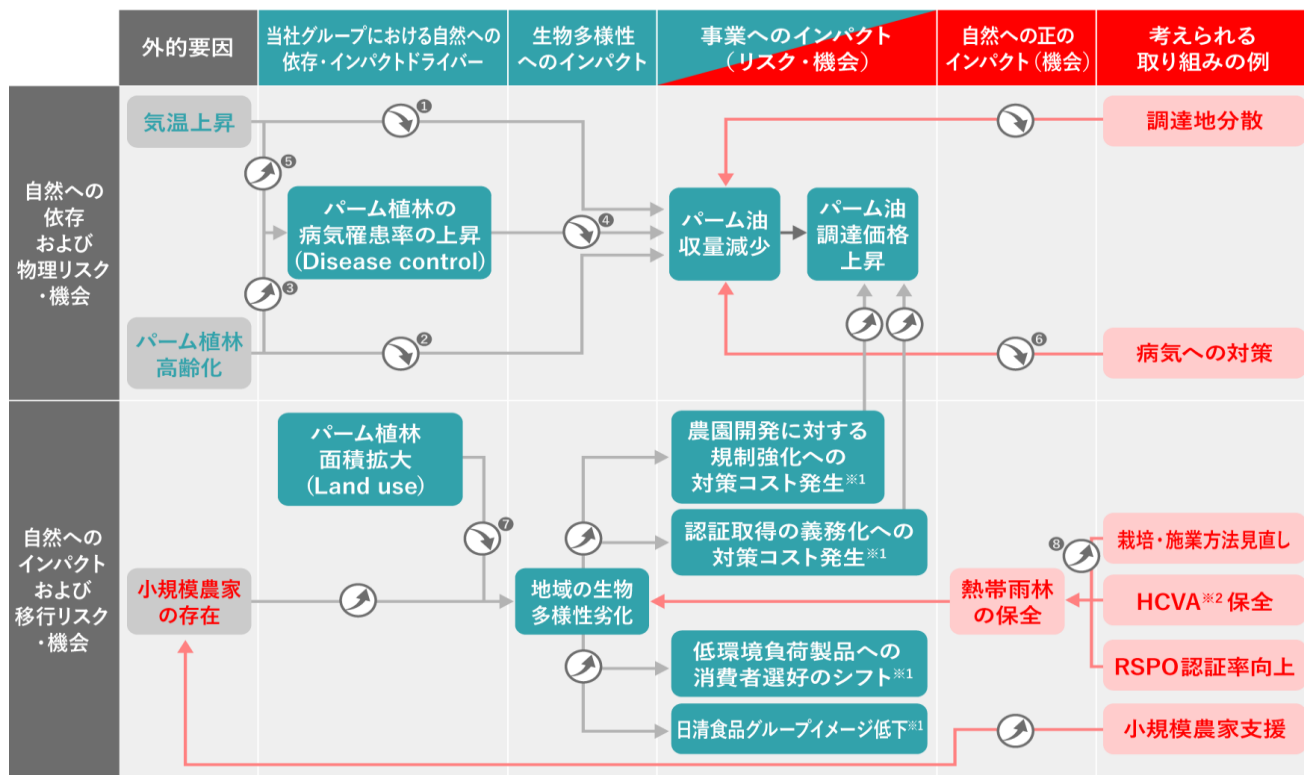 外的要因
当社グループにおける自然への
依存・インパクトドライバー
生物多様性
へのインパクト
事業へのインパクト
(リスク・機会)
自然への正の
インパクト(機会)
考えられる
取り組みの例
自然への
依存
および
物理リスク
・機会
気温上昇
❶
調達地分散
❺
パーム植林の
病気罹患率の上昇
(Disease control)
❹
パーム油
収量減少
パーム油
調達価格
上昇
❸
パーム植林
高齢化
❷
❻
病気への対策
自然への
インパクト
および
移行リスク
・機会
パーム植林
面積拡大
(Land use)
農園開発に対する
規制強化への
対策コスト発生※1
❼
認証取得の義務化への
対策コスト発生※1
❽
栽培・施業方法見直し
小規模農家
の存在
地域の生物
多様性劣化
熱帯雨林
の保全
HCVA※2 保全
低環境負荷製品への
消費者選好のシフト※1
RSPO認証率向上
日清食品グループイメージ低下※1
小規模農家支援